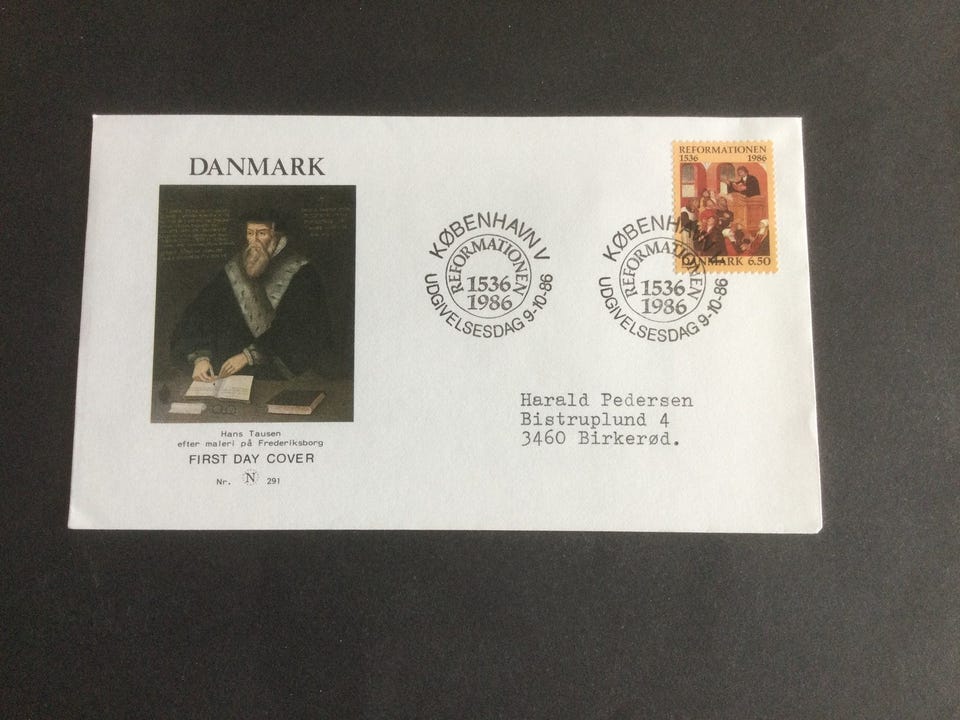 DANMARK
Hans Tausen
efter maleri på Frederiksborg
FIRST DAY COVER
Nr. N 291
KØBENHAVN V
REFORMATIONEN
1536
1986
UDGIVELSESDAG 9-10-86
REFORMATIONEN
1536 1986
DANMARK 6.50
KØBENHAVN V
REFORMATIONEN
1536
1986
UDGIVELSESDAG 9-10-86
Harald Pedersen
Bistruplund 4
3460 Birkerød.